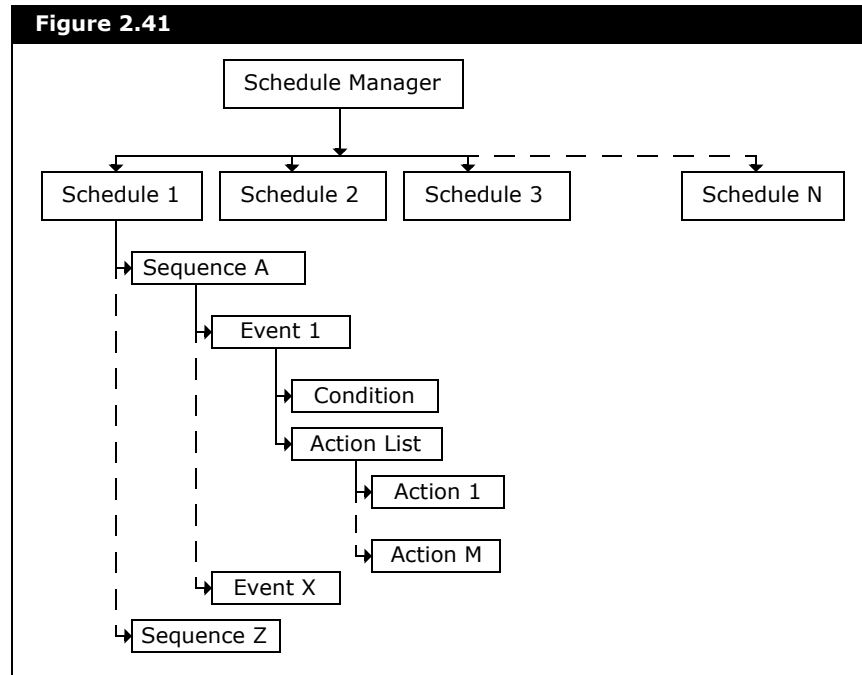 Figure 2.41
Schedule Manager
Schedule 1
Schedule 2
Schedule 3
Schedule N
Sequence A
Event 1
Condition
Action List
Action 1
Action M
Event X
Sequence Z